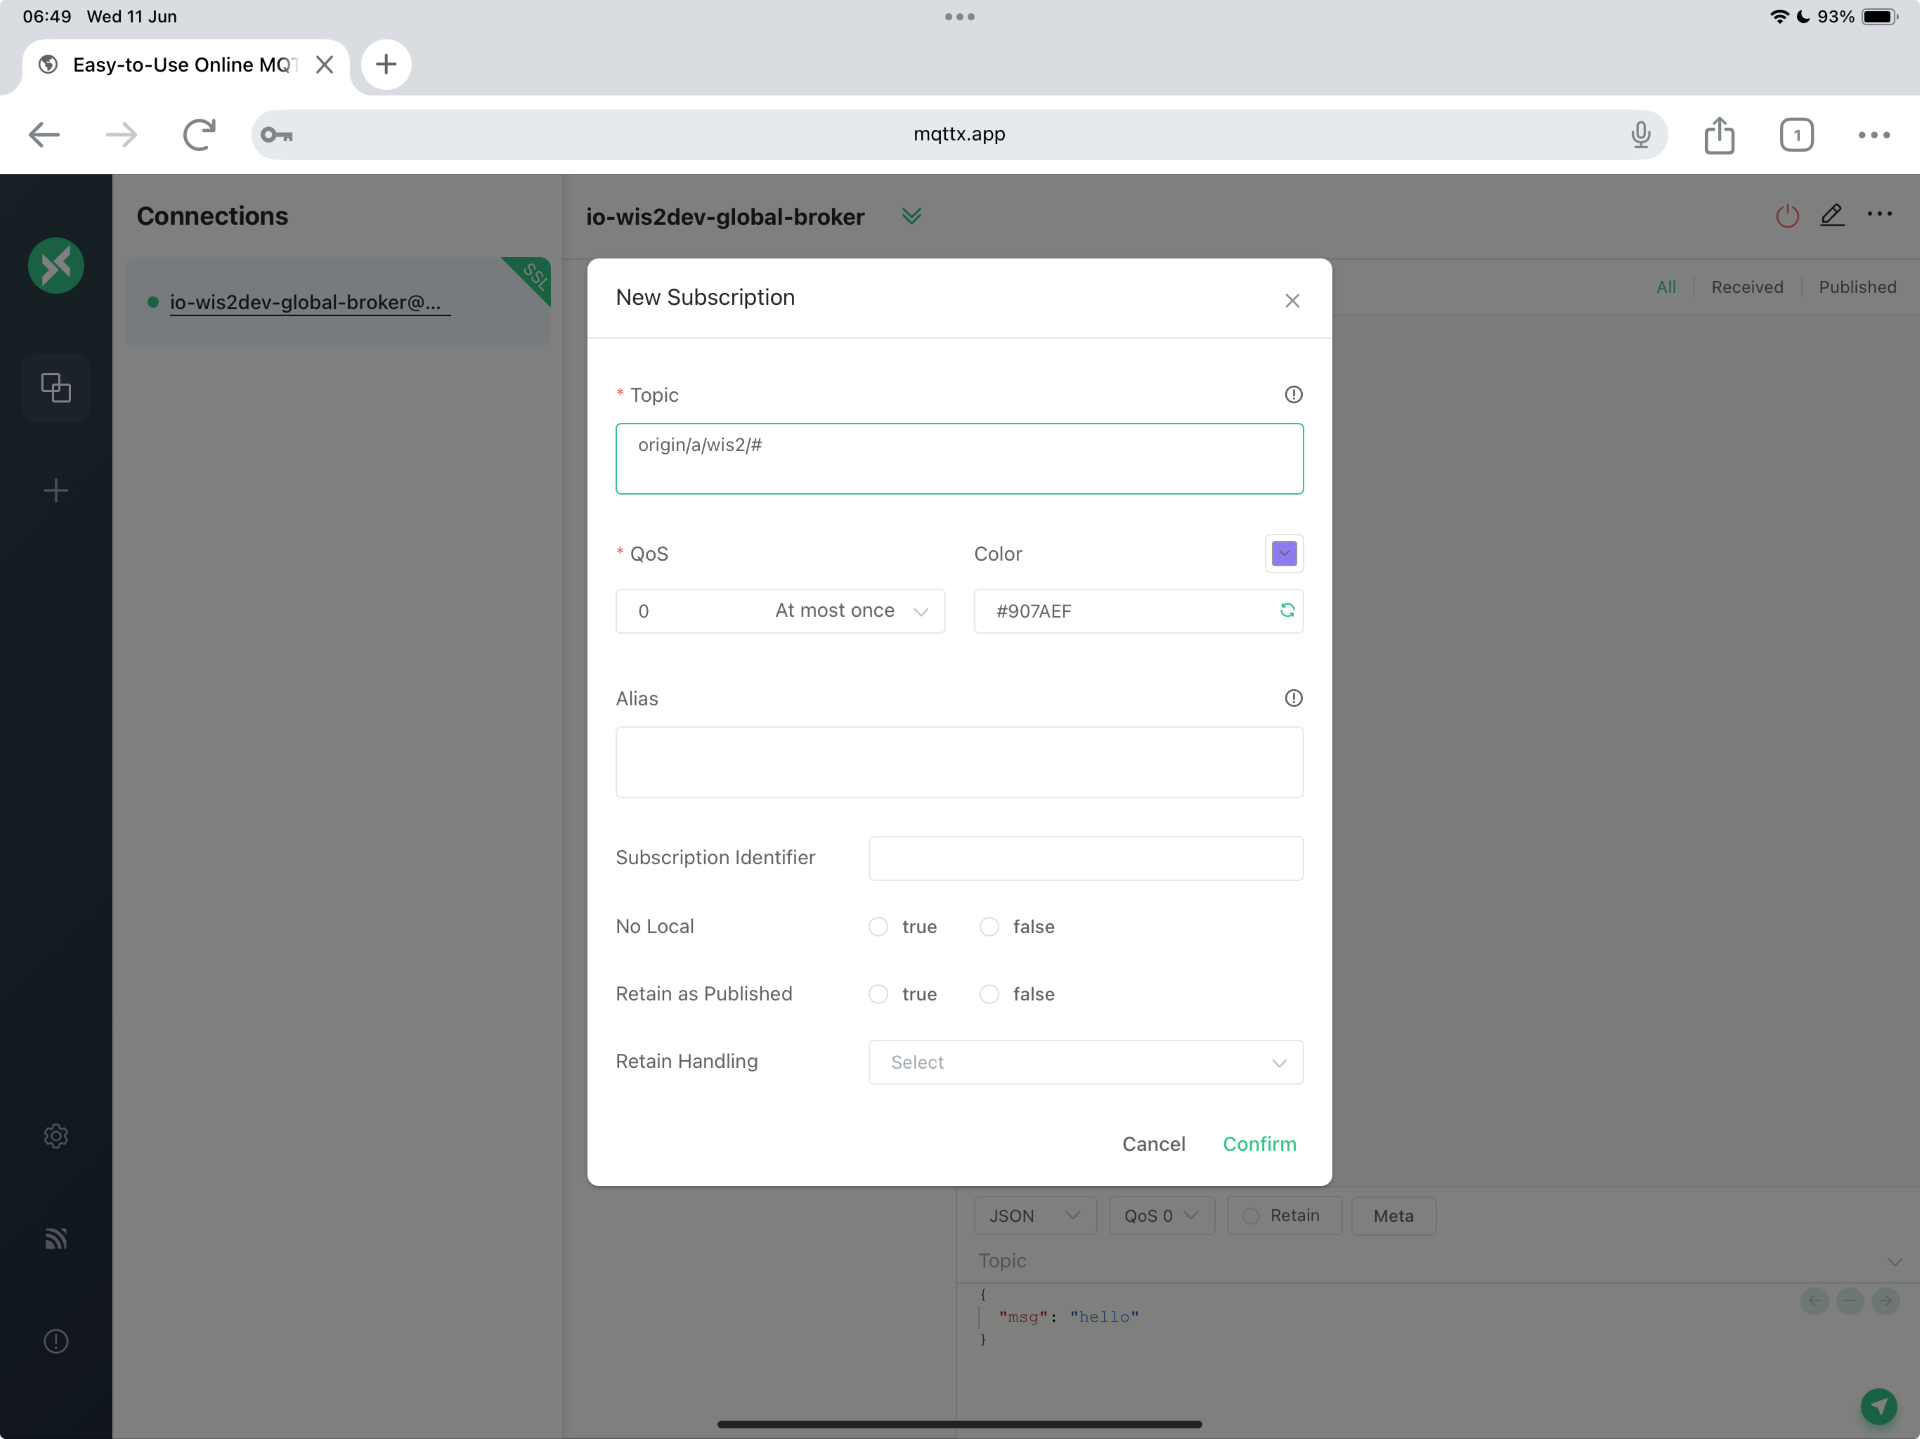 06:49 Wed 11 Jun
93%
Easy-to-Use Online MQT
mqttx.app
1
Connections
io-wis2dev-global-broker@...
SSL
io-wis2dev-global-broker
All
Received
Published
New Subscription
* Topic
origin/a/wis2/#
* QoS
Color
0 At most once
#907AEF
Alias
Subscription Identifier
No Local
true
false
Retain as Published
true
false
Retain Handling
Select
Cancel
Confirm
JSON
QoS 0
Retain
Meta
Topic
{
"msg": "hello"
}